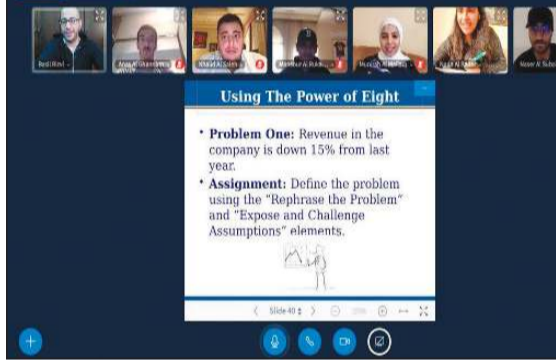 Using The Power of Eight
• Problem One: Revenue in the
company is down 15% from last
year.
• Assignment: Define the problem
using the "Rephrase the Problem"
and "Expose and Challenge
Assumptions" elements.
Slide 40